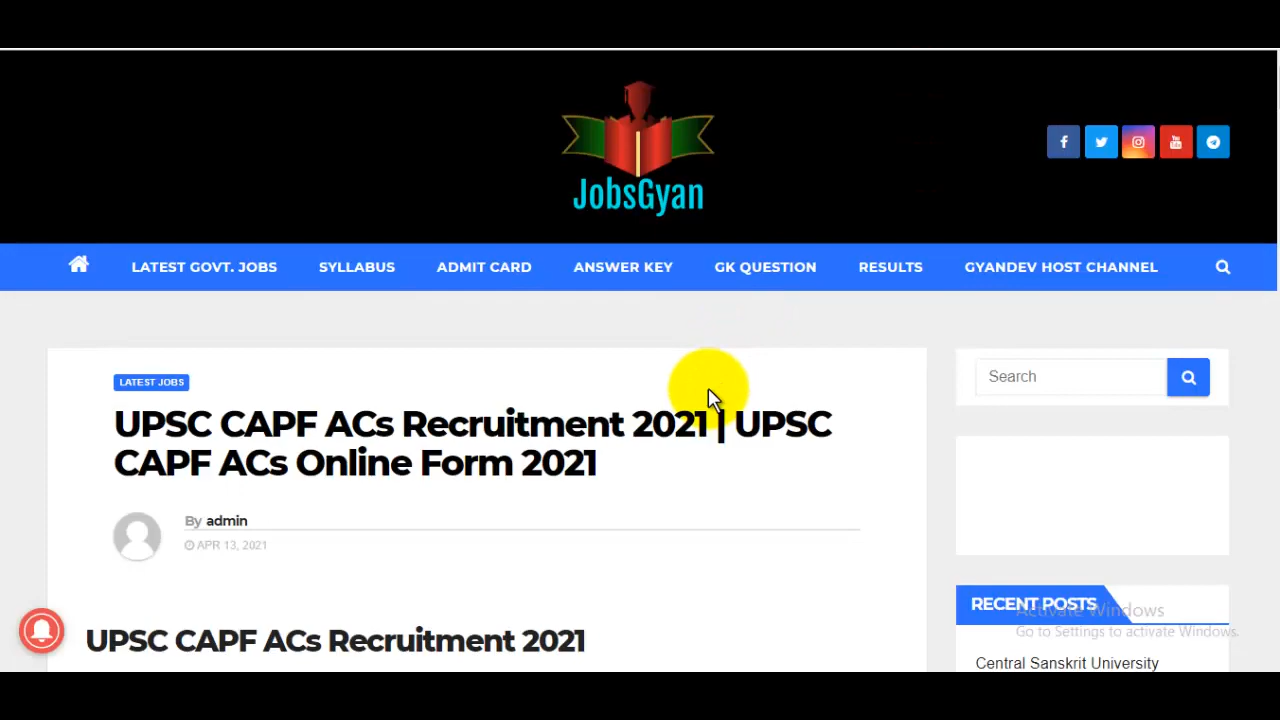 JobsGyan
LATEST GOVT. JOBS
SYLLABUS
ADMIT CARD
ANSWER KEY
GK QUESTION
RESULTS
GYANDEV HOST CHANNEL
LATEST JOBS
UPSC CAPF ACs Recruitment 2021 | UPSC
CAPF ACs Online Form 2021
By admin
APR 13, 2021
UPSC CAPF ACs Recruitment 2021
Search
RECENT POSTS
Activate Windows
Go to Settings to activate Windows.
Central Sanskrit University